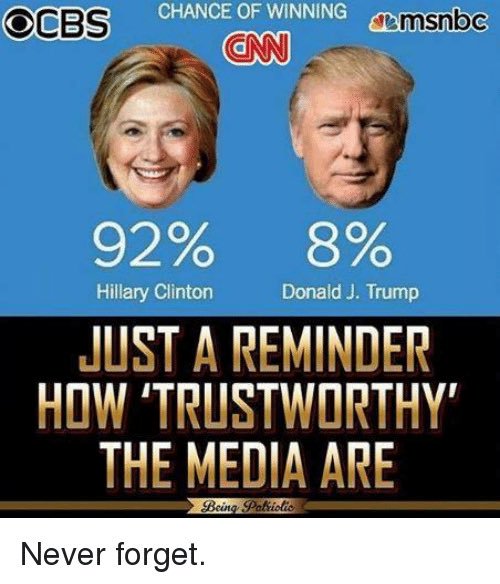 CBS CHANCE OF WINNING msnbc
CNN
92% 8%
Hillary Clinton Donald J. Trump
JUST A REMINDER
HOW 'TRUSTWORTHY'
THE MEDIA ARE
Being Patriotic
Never forget.